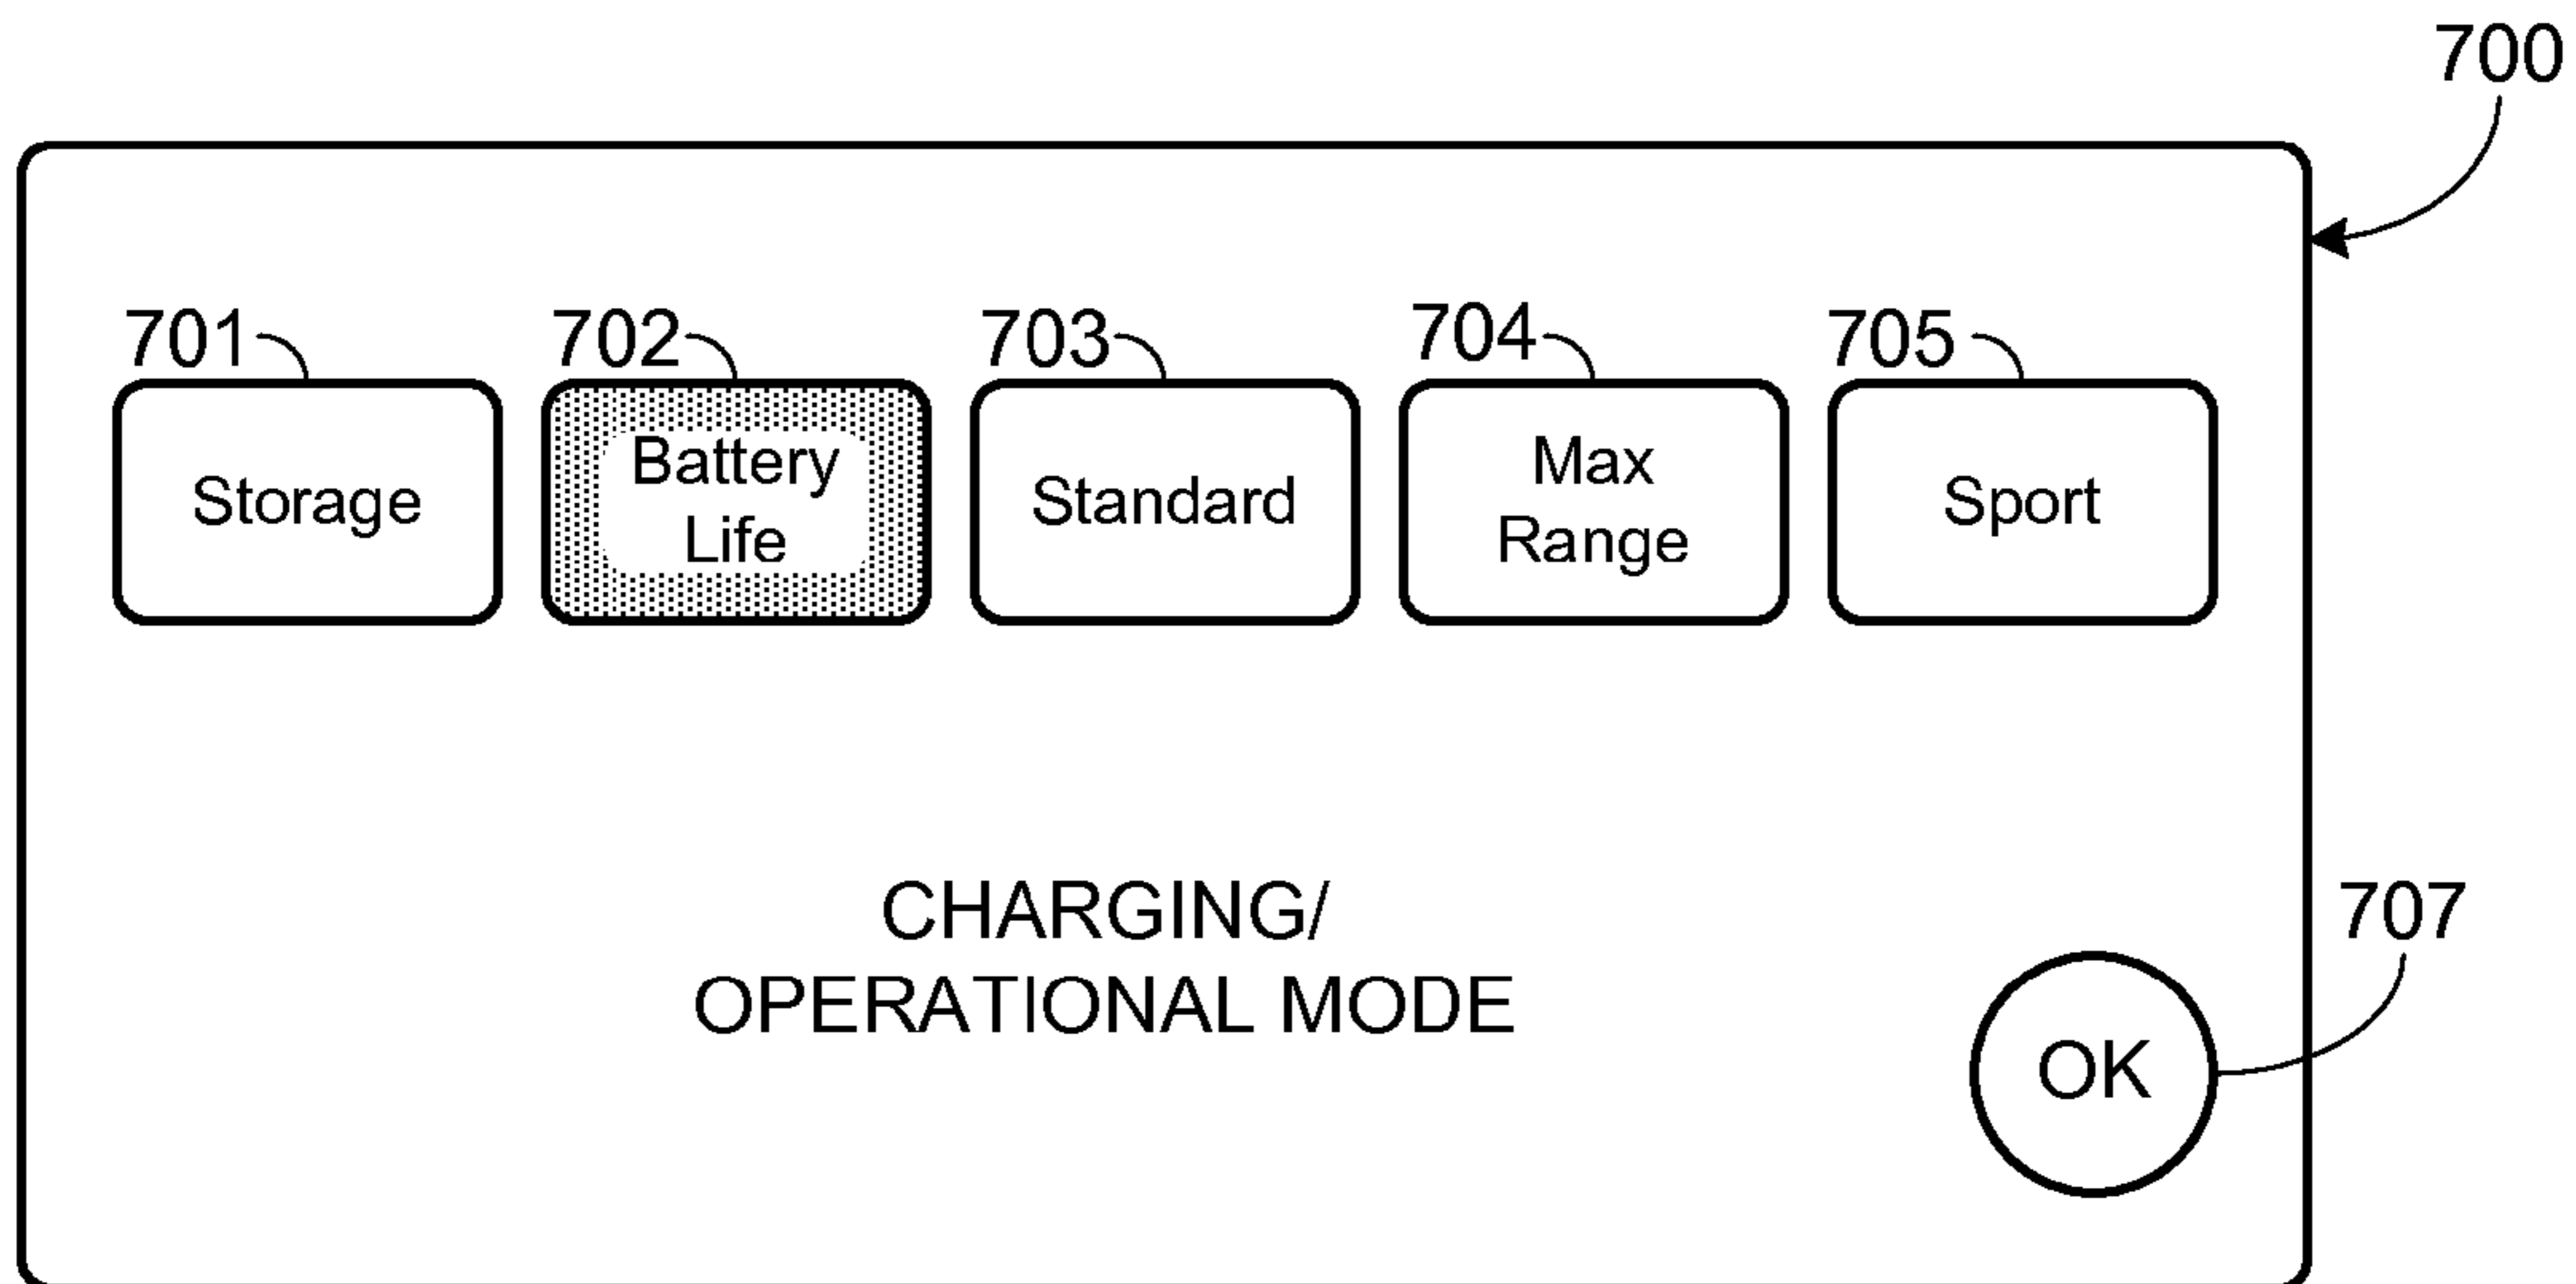 700
701 702 703 704 705
Storage
Battery
Life
Standard
Max
Range
Sport
CHARGING/
OPERATIONAL MODE
707
OK